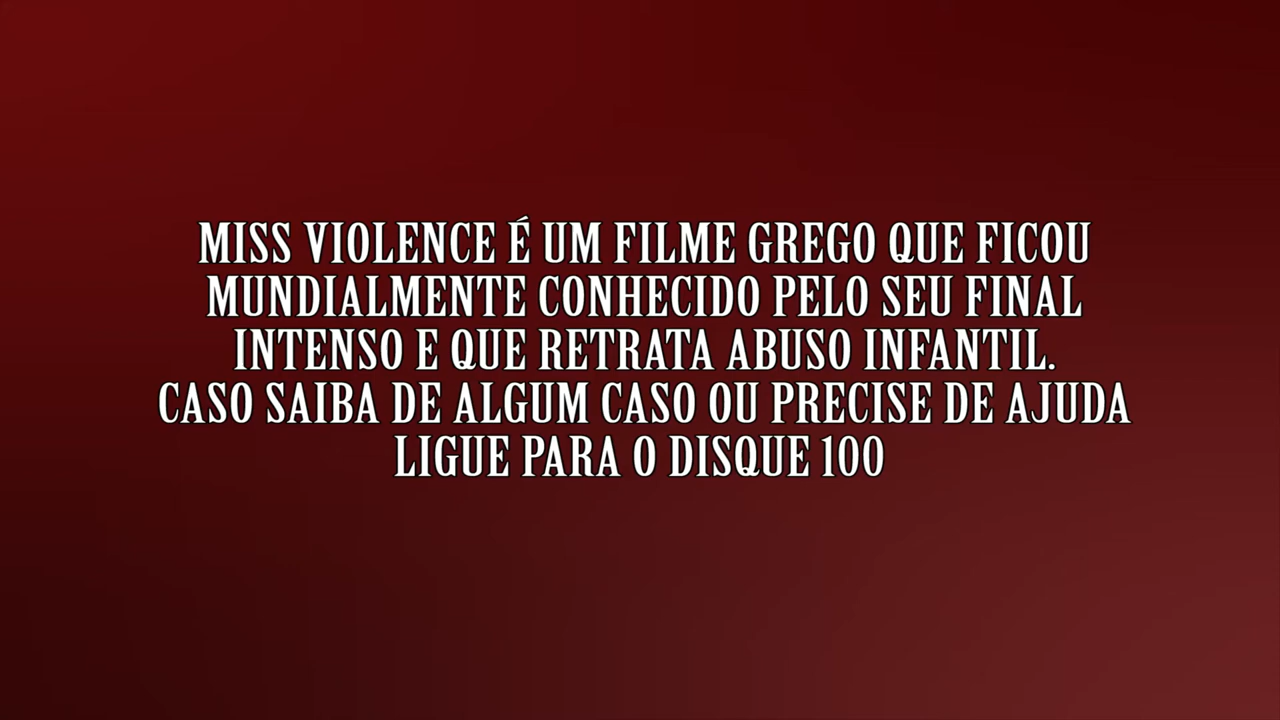 MISS VIOLENCE É UM FILME GREGO QUE FICOU
MUNDIALMENTE CONHECIDO PELO SEU FINAL
INTENSO E QUE RETRATA ABUSO INFANTIL.
CASO SAIBA DE ALGUM CASO OU PRECISE DE AJUDA
LIGUE PARA O DISQUE 100